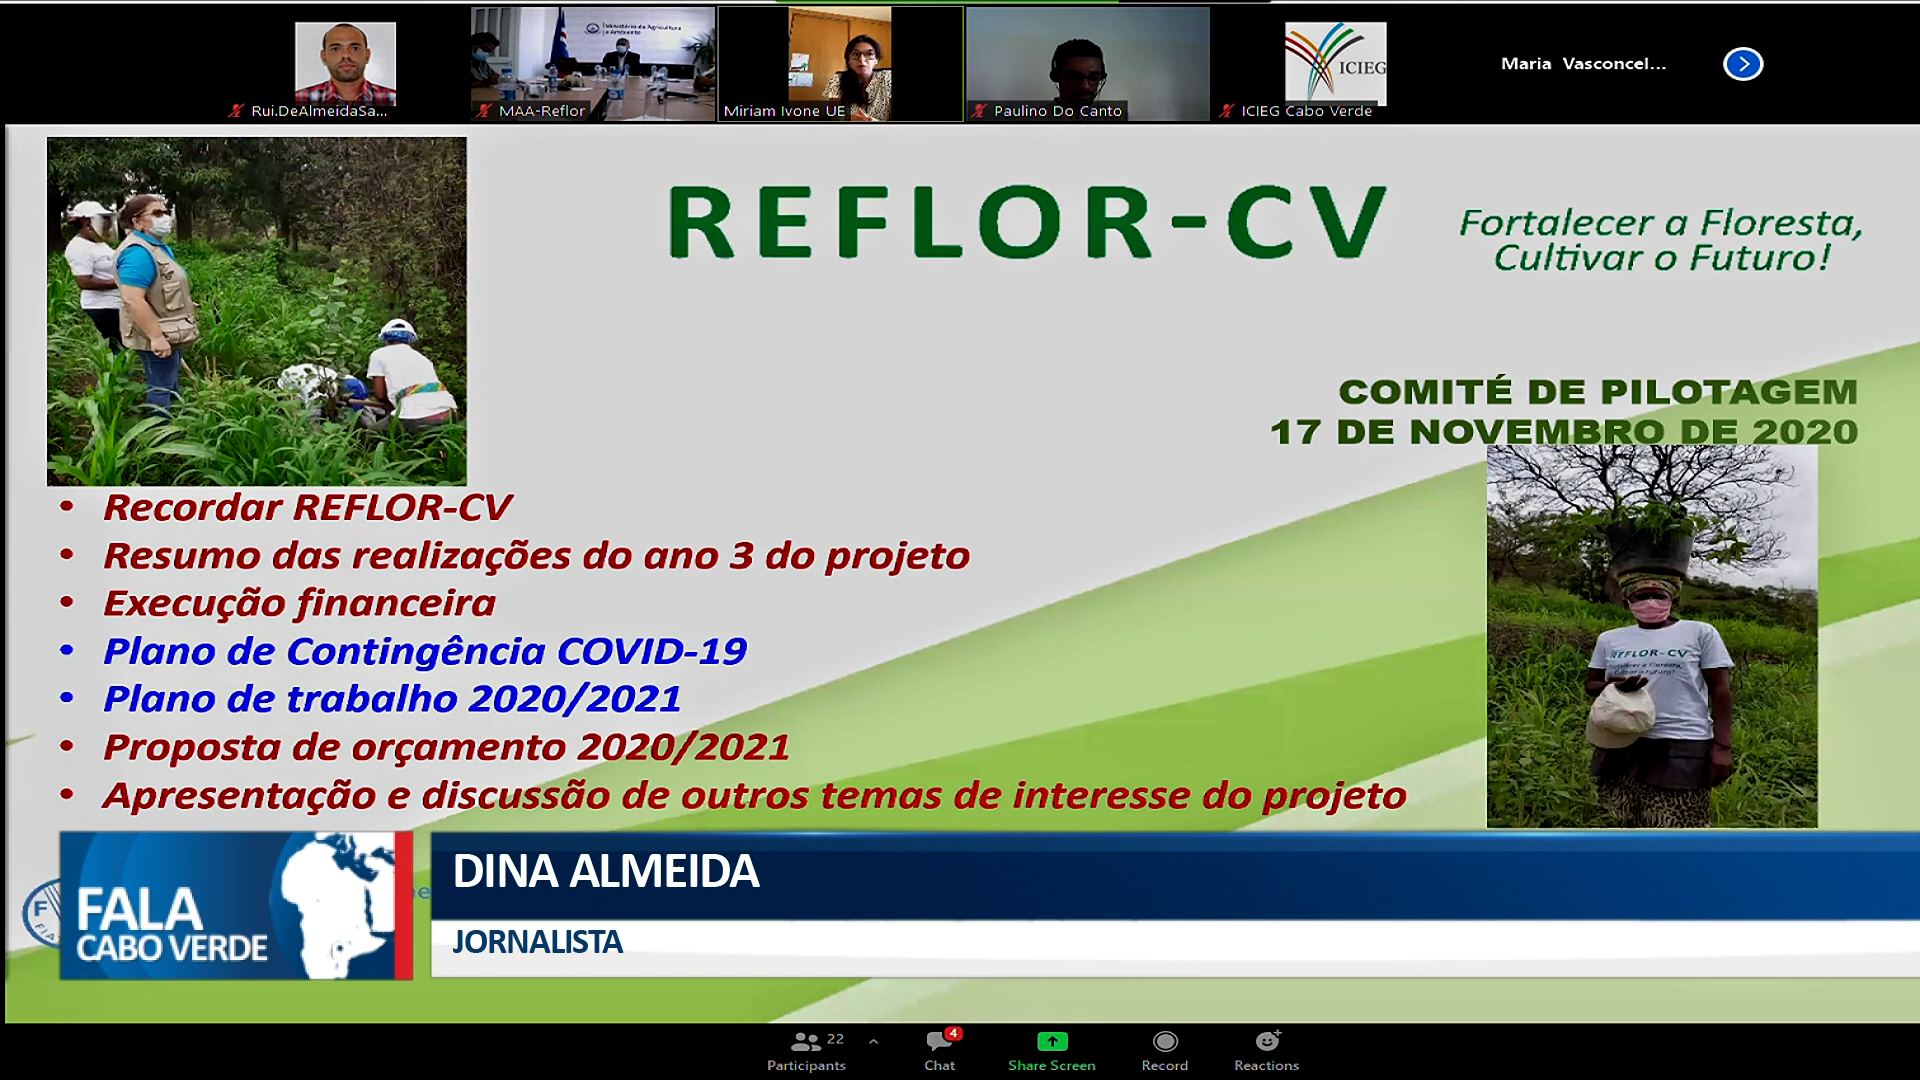 Ministério da Agricultura
e Ambiente
ICIEG
Maria Vasconcel...
Rui.DeAlmeidaSa...
MAA-Reflor
Miriam Ivone UE
Paulino Do Canto
ICIEG Cabo Verde
REFLOR-CV
Fortalecer a Floresta,
Cultivar o Futuro!
COMITÉ DE PILOTAGEM
17 DE NOVEMBRO DE 2020
• Recordar REFLOR-CV
• Resumo das realizações do ano 3 do projeto
• Execução financeira
• Plano de Contingência COVID-19
• Plano de trabalho 2020/2021
• Proposta de orçamento 2020/2021
• Apresentação e discussão de outros temas de interesse do projeto
REFLOR-CV
DINA ALMEIDA
JORNALISTA
FALA
CABO VERDE
22
4
Participants
Chat
Share Screen
Record
Reactions